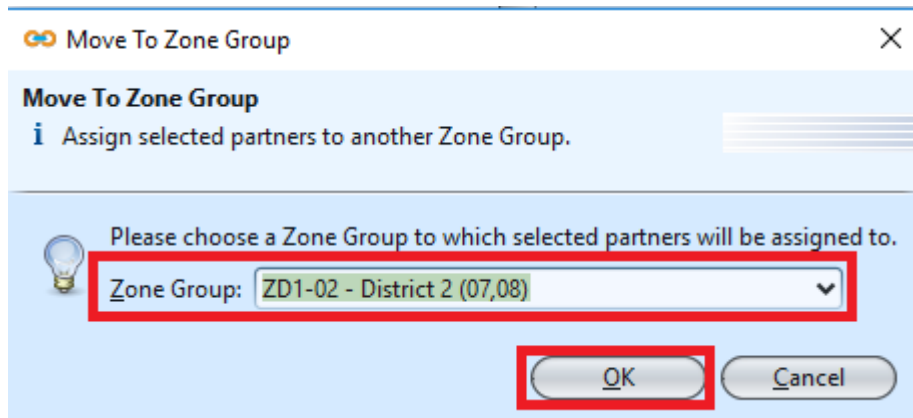 Move To Zone Group
Move To Zone Group
i Assign selected partners to another Zone Group.
Please choose a Zone Group to which selected partners will be assigned to.
Zone Group: ZD1-02 - District 2 (07,08)
OK Cancel